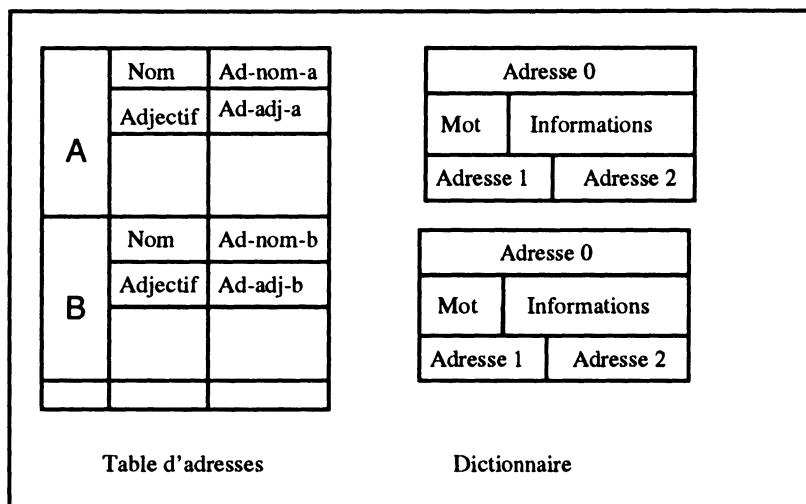 A
Nom Ad-nom-a
Adjectif Ad-adj-a
B
Nom Ad-nom-b
Adjectif Ad-adj-b
Adresse 0
Mot Informations
Adresse 1 Adresse 2
Adresse 0
Mot Informations
Adresse 1 Adresse 2
Table d'adresses
Dictionnaire